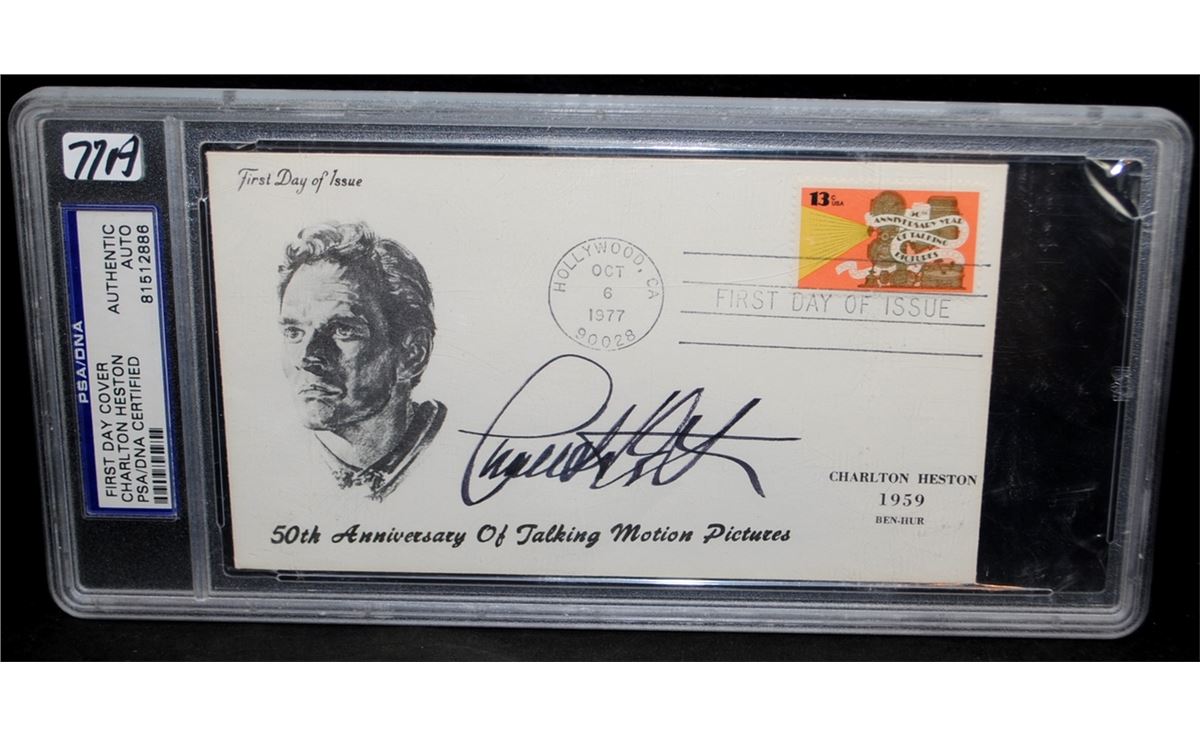 77A
PSA/DNA
FIRST DAY COVER
CHARLTON HESTON
PSA/DNA CERTIFIED
AUTHENTIC
AUTO
81512886
First Day of Issue
HOLLYWOOD, CA
OCT
6
1977
90028
13c
USA
50TH
ANNIVERSARY YEAR
OF TALKING
PICTURES
FIRST DAY OF ISSUE
CHARLTON HESTON
1959
BEN-HUR
50th Anniversary Of Talking Motion Pictures